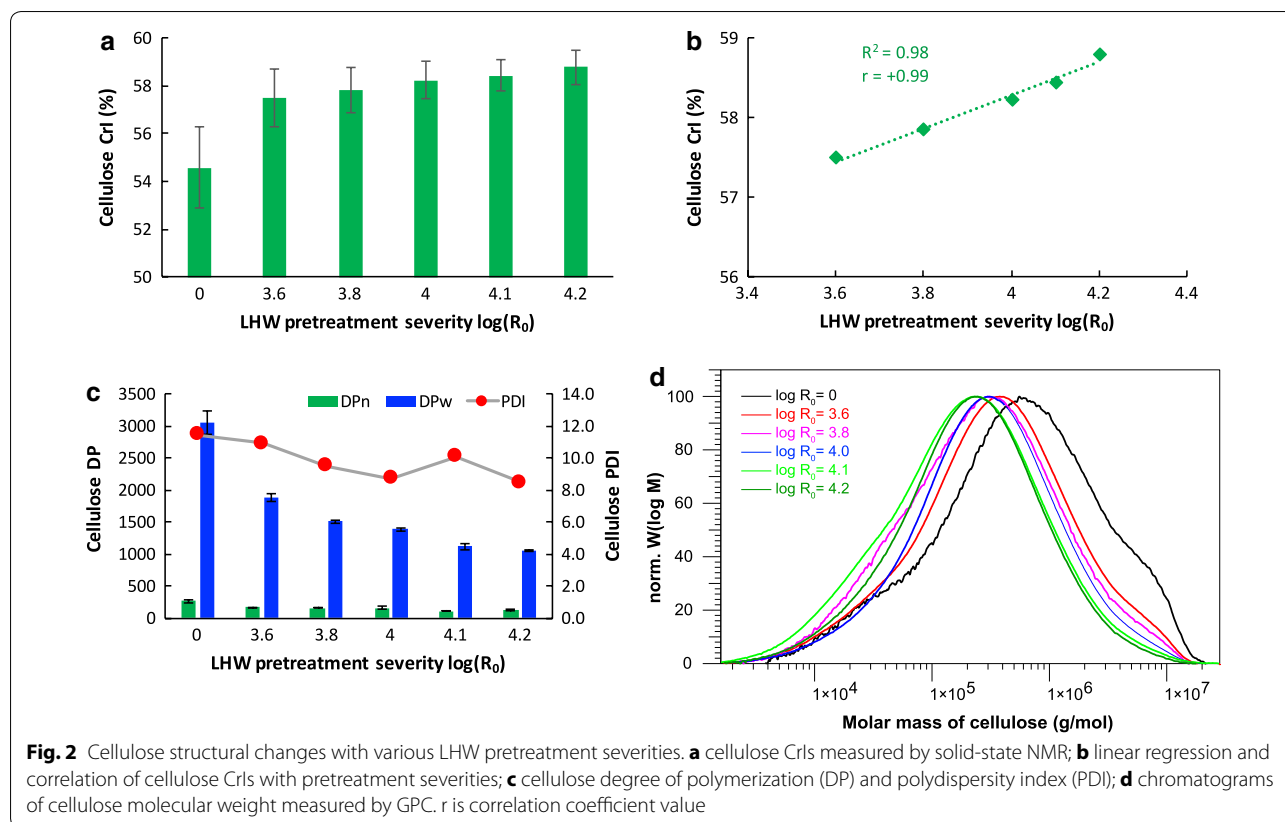 a
60
58
56
54
52
50
Cellulose CrI (%)
0 3.6 3.8 4 4.1 4.2
LHW pretreatment severity log(R₀)
b
59
58
57
56
Cellulose CrI (%)
R² = 0.98
r = +0.99
3.4 3.6 3.8 4 4.2 4.4
LHW pretreatment severity log(R₀)
c
DPn DPw PDI
3500
3000
2500
2000
1500
1000
500
0
Cellulose DP
14.0
12.0
10.0
8.0
6.0
4.0
2.0
0.0
Cellulose PDI
0 3.6 3.8 4 4.1 4.2
LHW pretreatment severity log(R₀)
d
100
80
60
40
20
0
norm. W(log M)
log R₀= 0
log R₀= 3.6
log R₀= 3.8
log R₀= 4.0
log R₀= 4.1
log R₀= 4.2
1×10⁴ 1×10⁵ 1×10⁶ 1×10⁷
Molar mass of cellulose (g/mol)
Fig. 2 Cellulose structural changes with various LHW pretreatment severities. a cellulose CrIs measured by solid-state NMR; b linear regression and
correlation of cellulose CrIs with pretreatment severities; c cellulose degree of polymerization (DP) and polydispersity index (PDI); d chromatograms
of cellulose molecular weight measured by GPC. r is correlation coefficient value